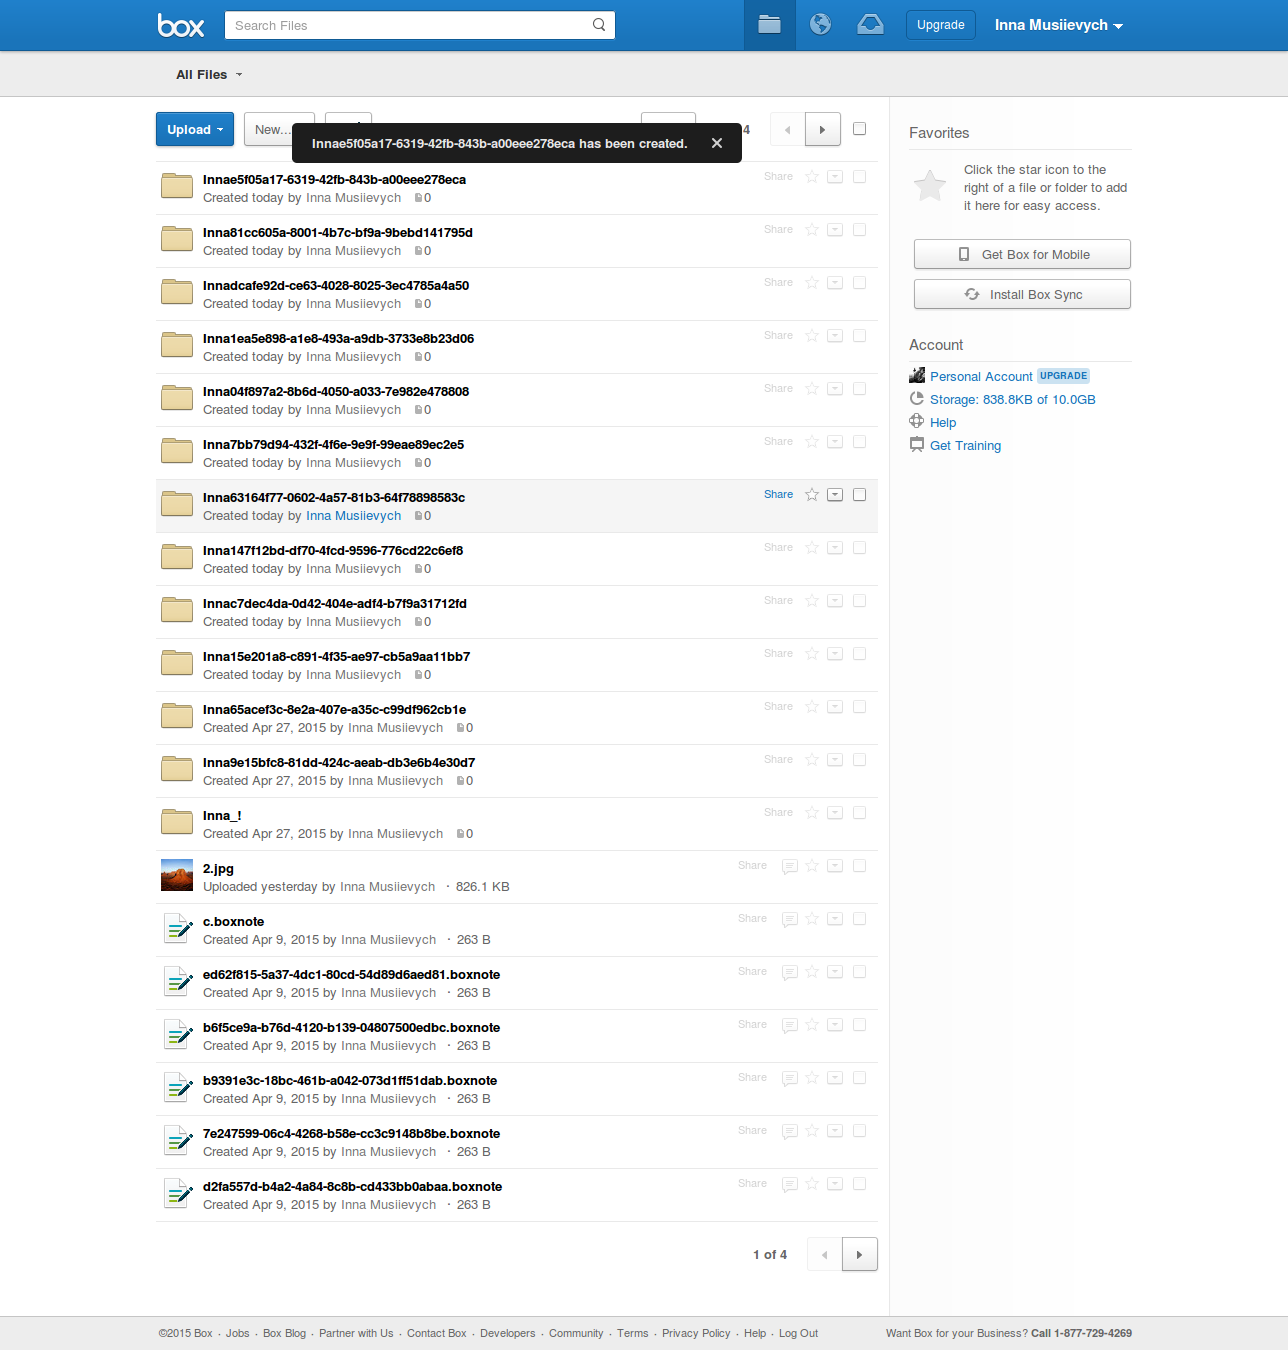 box
Search Files
Upgrade
Inna Musiievych
All Files
Upload
New...
4
Innae5f05a17-6319-42fb-843b-a00eee278eca has been created.
Innae5f05a17-6319-42fb-843b-a00eee278eca
Share
Created today by Inna Musiievych 0
Inna81cc605a-8001-4b7c-bf9a-9bebd141795d
Share
Created today by Inna Musiievych 0
Innadcafe92d-ce63-4028-8025-3ec4785a4a50
Share
Created today by Inna Musiievych 0
Inna1ea5e898-a1e8-493a-a9db-3733e8b23d06
Share
Created today by Inna Musiievych 0
Inna04f897a2-8b6d-4050-a033-7e982e478808
Share
Created today by Inna Musiievych 0
Inna7bb79d94-432f-4f6e-9e9f-99eae89ec2e5
Share
Created today by Inna Musiievych 0
Inna63164f77-0602-4a57-81b3-64f78898583c
Share
Created today by Inna Musiievych 0
Inna147f12bd-df70-4fcd-9596-776cd22c6ef8
Share
Created today by Inna Musiievych 0
Innac7dec4da-0d42-404e-adf4-b7f9a31712fd
Share
Created today by Inna Musiievych 0
Inna15e201a8-c891-4f35-ae97-cb5a9aa11bb7
Share
Created today by Inna Musiievych 0
Inna65acef3c-8e2a-407e-a35c-c99df962cb1e
Share
Created Apr 27, 2015 by Inna Musiievych 0
Inna9e15bfc8-81dd-424c-aeab-db3e6b4e30d7
Share
Created Apr 27, 2015 by Inna Musiievych 0
Inna_!
Share
Created Apr 27, 2015 by Inna Musiievych 0
2.jpg
Share
Uploaded yesterday by Inna Musiievych · 826.1 KB
c.boxnote
Share
Created Apr 9, 2015 by Inna Musiievych · 263 B
ed62f815-5a37-4dc1-80cd-54d89d6aed81.boxnote
Share
Created Apr 9, 2015 by Inna Musiievych · 263 B
b6f5ce9a-b76d-4120-b139-04807500edbc.boxnote
Share
Created Apr 9, 2015 by Inna Musiievych · 263 B
b9391e3c-18bc-461b-a042-073d1ff51dab.boxnote
Share
Created Apr 9, 2015 by Inna Musiievych · 263 B
7e247599-06c4-4268-b58e-cc3c9148b8be.boxnote
Share
Created Apr 9, 2015 by Inna Musiievych · 263 B
d2fa557d-b4a2-4a84-8c8b-cd433bb0abaa.boxnote
Share
Created Apr 9, 2015 by Inna Musiievych · 263 B
1 of 4
Favorites
Click the star icon to the
right of a file or folder to add
it here for easy access.
Get Box for Mobile
Install Box Sync
Account
Personal Account UPGRADE
Storage: 838.8KB of 10.0GB
Help
Get Training
©2015 Box · Jobs · Box Blog · Partner with Us · Contact Box · Developers · Community · Terms · Privacy Policy · Help · Log Out
Want Box for your Business? Call 1-877-729-4269